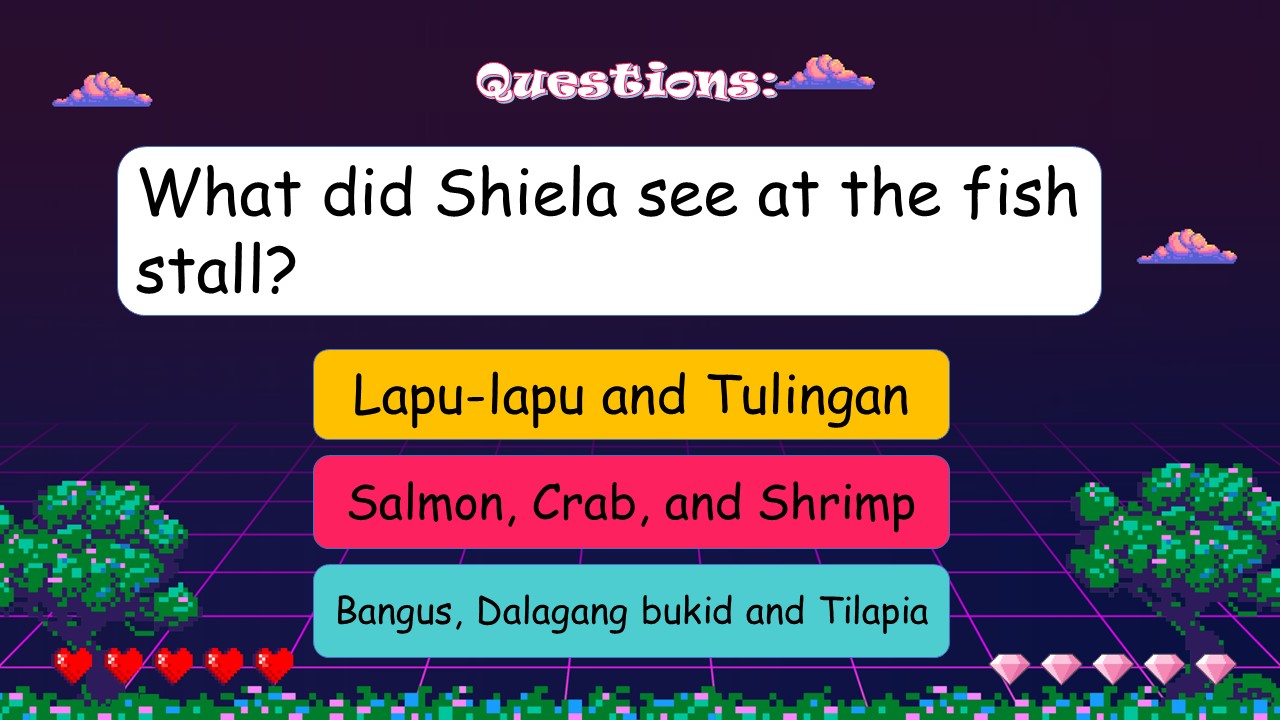 Questions:
What did Shiela see at the fish
stall?
Lapu-lapu and Tulingan
Salmon, Crab, and Shrimp
Bangus, Dalagang bukid and Tilapia